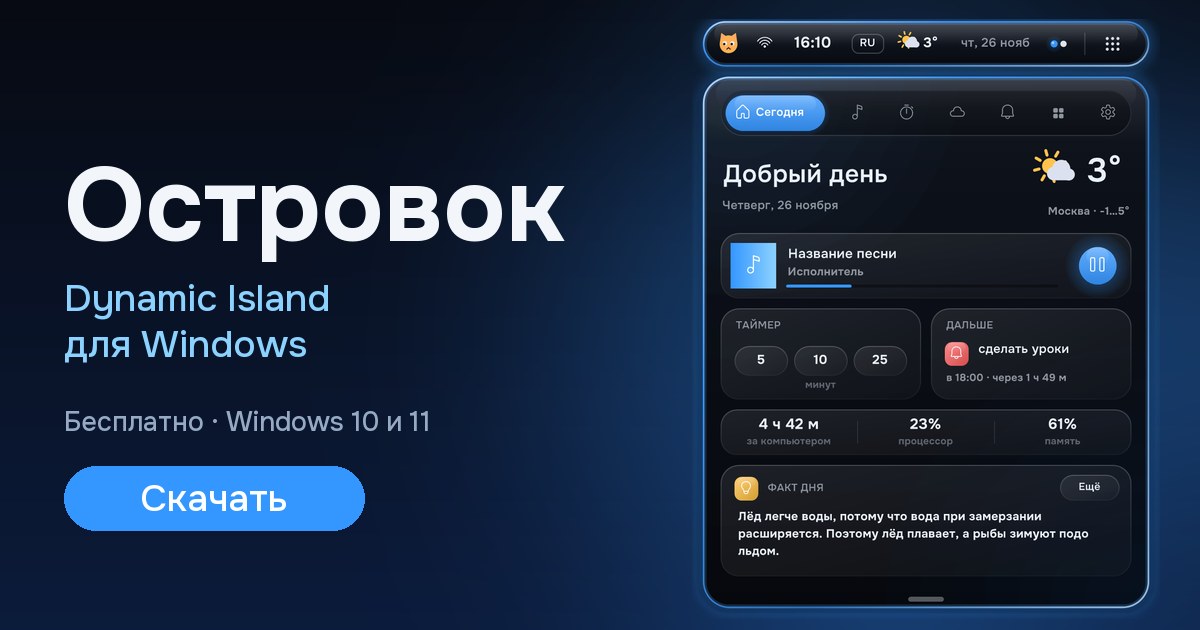 Островок
Dynamic Island
для Windows
Бесплатно · Windows 10 и 11
Скачать
16:10 RU 3° чт, 26 нояб
Сегодня
Добрый день 3°
Четверг, 26 ноября Москва · -1…5°
Название песни
Исполнитель
ТАЙМЕР
5 10 25
минут
ДАЛЬШЕ
сделать уроки
в 18:00 · через 1 ч 49 м
4 ч 42 м 23% 61%
за компьютером процессор память
ФАКТ ДНЯ Ещё
Лёд легче воды, потому что вода при замерзании
расширяется. Поэтому лёд плавает, а рыбы зимуют подо
льдом.